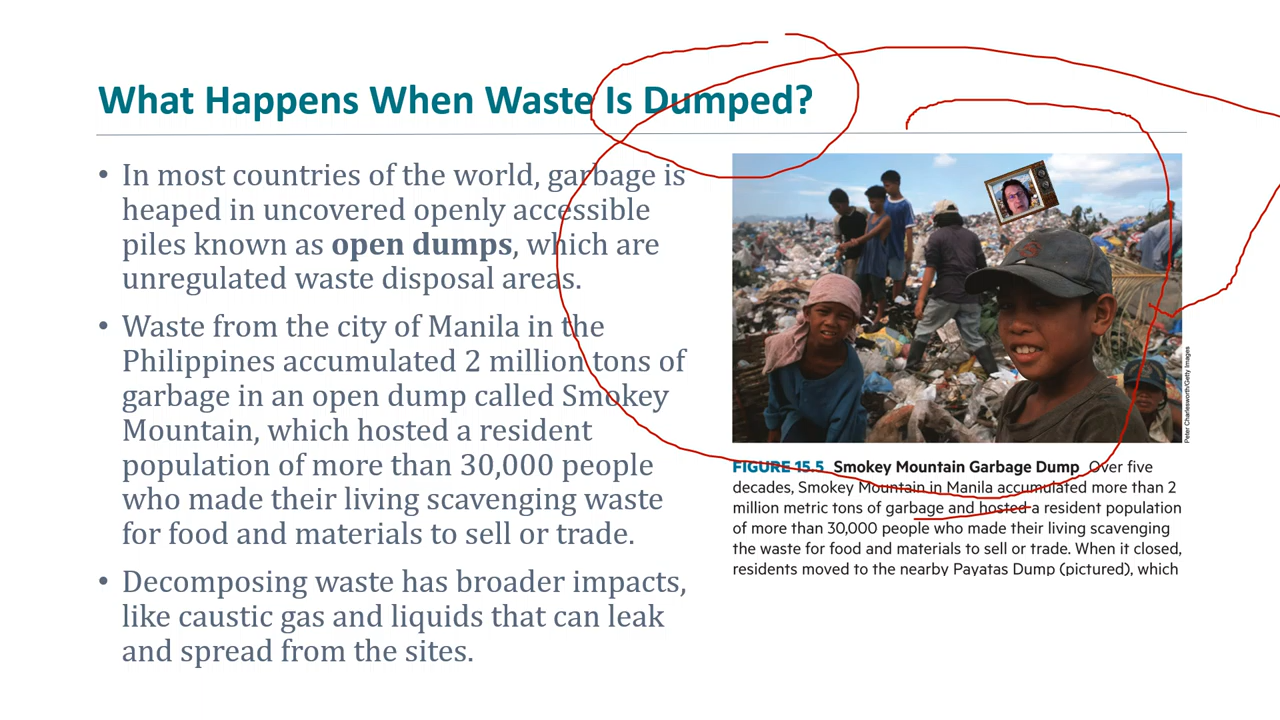 What Happens When Waste Is Dumped?
• In most countries of the world, garbage is
heaped in uncovered openly accessible
piles known as open dumps, which are
unregulated waste disposal areas.
• Waste from the city of Manila in the
Philippines accumulated 2 million tons of
garbage in an open dump called Smokey
Mountain, which hosted a resident
population of more than 30,000 people
who made their living scavenging waste
for food and materials to sell or trade.
• Decomposing waste has broader impacts,
like caustic gas and liquids that can leak
and spread from the sites.
Peter Charlesworth/Getty Images
FIGURE 15.5 Smokey Mountain Garbage Dump Over five
decades, Smokey Mountain in Manila accumulated more than 2
million metric tons of garbage and hosted a resident population
of more than 30,000 people who made their living scavenging
the waste for food and materials to sell or trade. When it closed,
residents moved to the nearby Payatas Dump (pictured), which